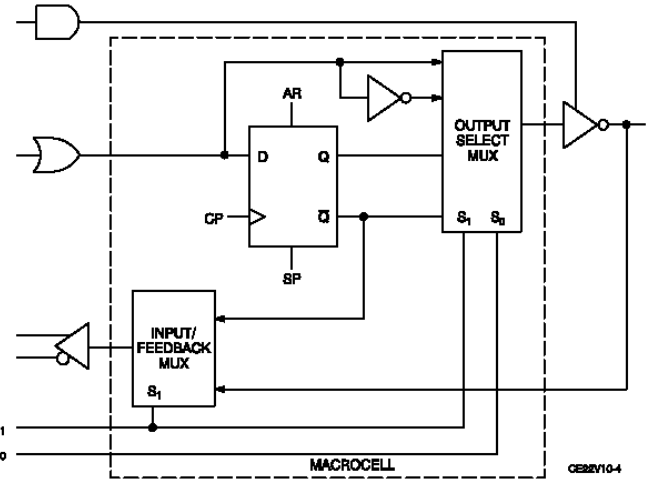 AR
D
Q
OUTPUT
SELECT
MUX
CP
Q̅
S₁ S₀
SP
INPUT/
FEEDBACK
MUX
S₁
1
0
MACROCELL
CE22V10-4